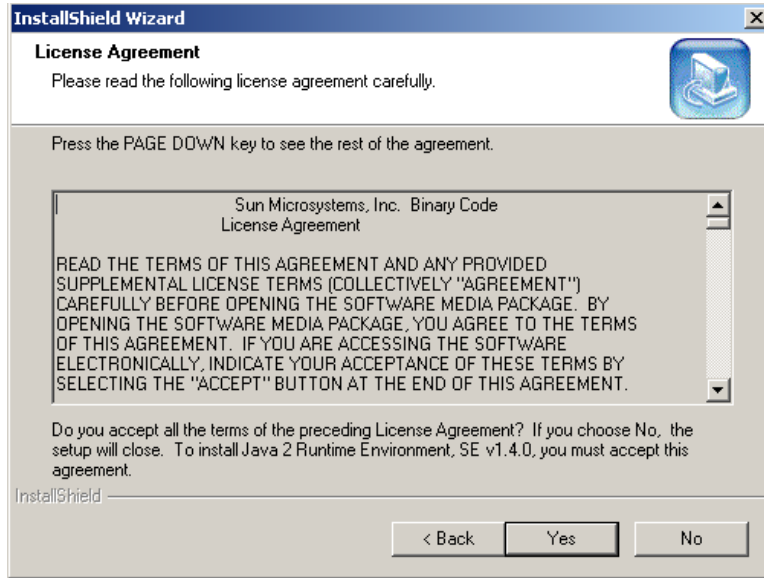 InstallShield Wizard
License Agreement
Please read the following license agreement carefully.
Press the PAGE DOWN key to see the rest of the agreement.
Sun Microsystems, Inc.  Binary Code
License Agreement
READ THE TERMS OF THIS AGREEMENT AND ANY PROVIDED
SUPPLEMENTAL LICENSE TERMS (COLLECTIVELY "AGREEMENT")
CAREFULLY BEFORE OPENING THE SOFTWARE MEDIA PACKAGE.  BY
OPENING THE SOFTWARE MEDIA PACKAGE, YOU AGREE TO THE TERMS
OF THIS AGREEMENT.  IF YOU ARE ACCESSING THE SOFTWARE
ELECTRONICALLY, INDICATE YOUR ACCEPTANCE OF THESE TERMS BY
SELECTING THE "ACCEPT" BUTTON AT THE END OF THIS AGREEMENT.
Do you accept all the terms of the preceding License Agreement?  If you choose No,  the
setup will close.  To install Java 2 Runtime Environment, SE v1.4.0, you must accept this
agreement.
InstallShield
< Back
Yes
No